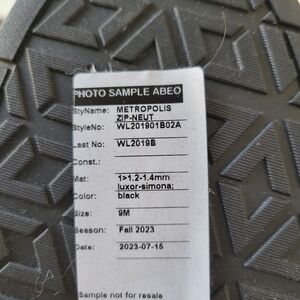 PHOTO SAMPLE ABEO
StyName: METROPOLIS
ZIP-NEUT
StyleNo: WL201901B02A
Last No: WL2019B
Const.:
Mat: 1>1.2-1.4mm
luxor-simona;
Color: black
Size: 9M
Season: Fall 2023
Date: 2023-07-15
Sample not for resale